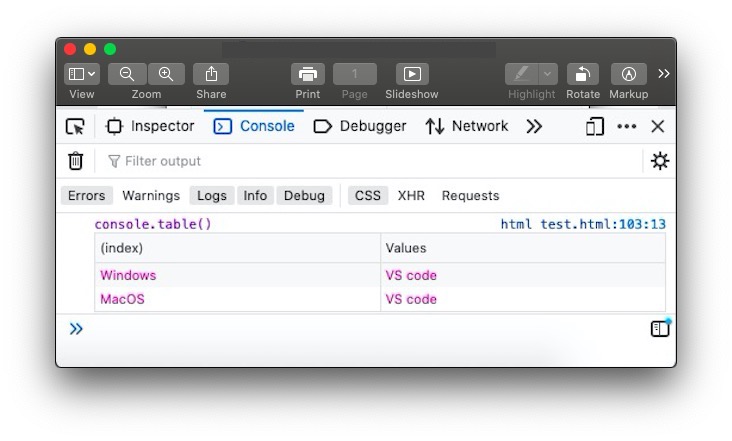 View Zoom Share Print Page Slideshow Highlight Rotate Markup
1
Inspector Console Debugger Network
Filter output
Errors Warnings Logs Info Debug CSS XHR Requests
console.table() html test.html:103:13
(index) Values
Windows VS code
MacOS VS code